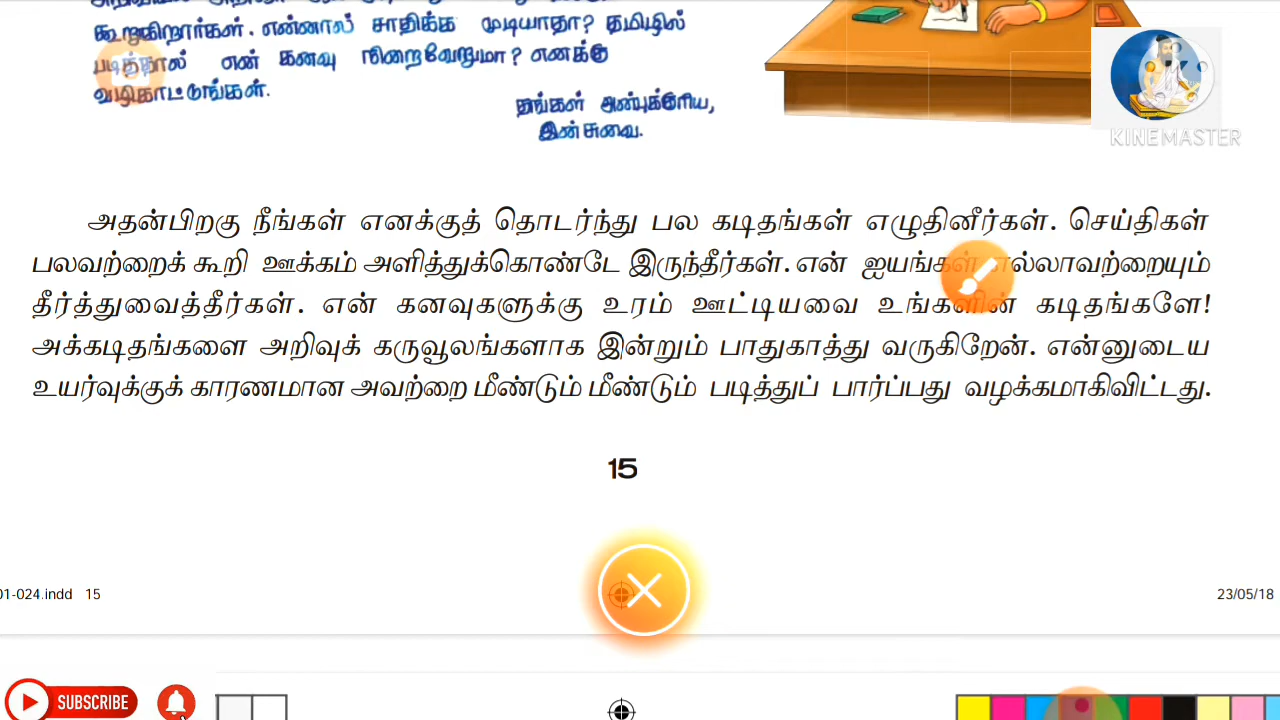 கூறுகிறார்கள். என்னால் சாதிக்க முடியாதா? தமிழில்
படித்தால் என் கனவு நிறைவேறுமா? எனக்கு
வழிகாட்டுங்கள்.
தங்கள் அன்புக்குரிய,
இன்சுவை.
KINEMASTER
அதன்பிறகு நீங்கள் எனக்குத் தொடர்ந்து பல கடிதங்கள் எழுதினீர்கள். செய்திகள்
பலவற்றைக் கூறி ஊக்கம் அளித்துக்கொண்டே இருந்தீர்கள். என் ஐயங்கள் எல்லாவற்றையும்
தீர்த்துவைத்தீர்கள். என் கனவுகளுக்கு உரம் ஊட்டியவை உங்களின் கடிதங்களே!
அக்கடிதங்களை அறிவுக் கருவூலங்களாக இன்றும் பாதுகாத்து வருகிறேன். என்னுடைய
உயர்வுக்குக் காரணமான அவற்றை மீண்டும் மீண்டும் படித்துப் பார்ப்பது வழக்கமாகிவிட்டது.
15
01-024.indd 15
23/05/18
SUBSCRIBE